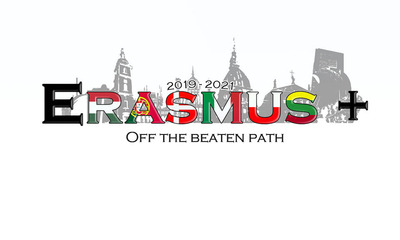 2019-2021
ERASMUS +
OFF THE BEATEN PATH